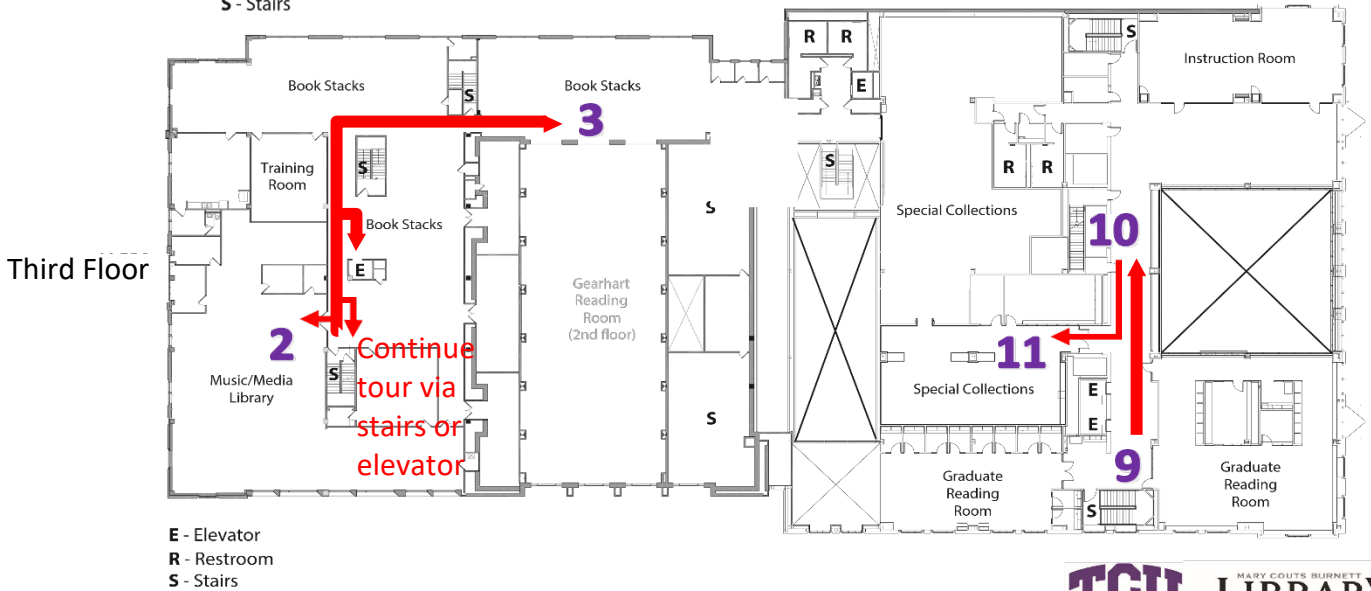 S - Stairs
R R
S
Instruction Room
Book Stacks
Book Stacks
E
S
3
Training
Room
S
S
R R
S
Special Collections
10
Book Stacks
E
Third Floor
Gearhart
Reading
Room
(2nd floor)
2
Continue
tour via
stairs or
elevator
11
S
Music/Media
Library
Special Collections
E
E
S
9
Graduate
Reading
Room
Graduate
Reading
Room
S
E - Elevator
R - Restroom
S - Stairs
TCU
MARY COUTS BURNETT
LIBRARY